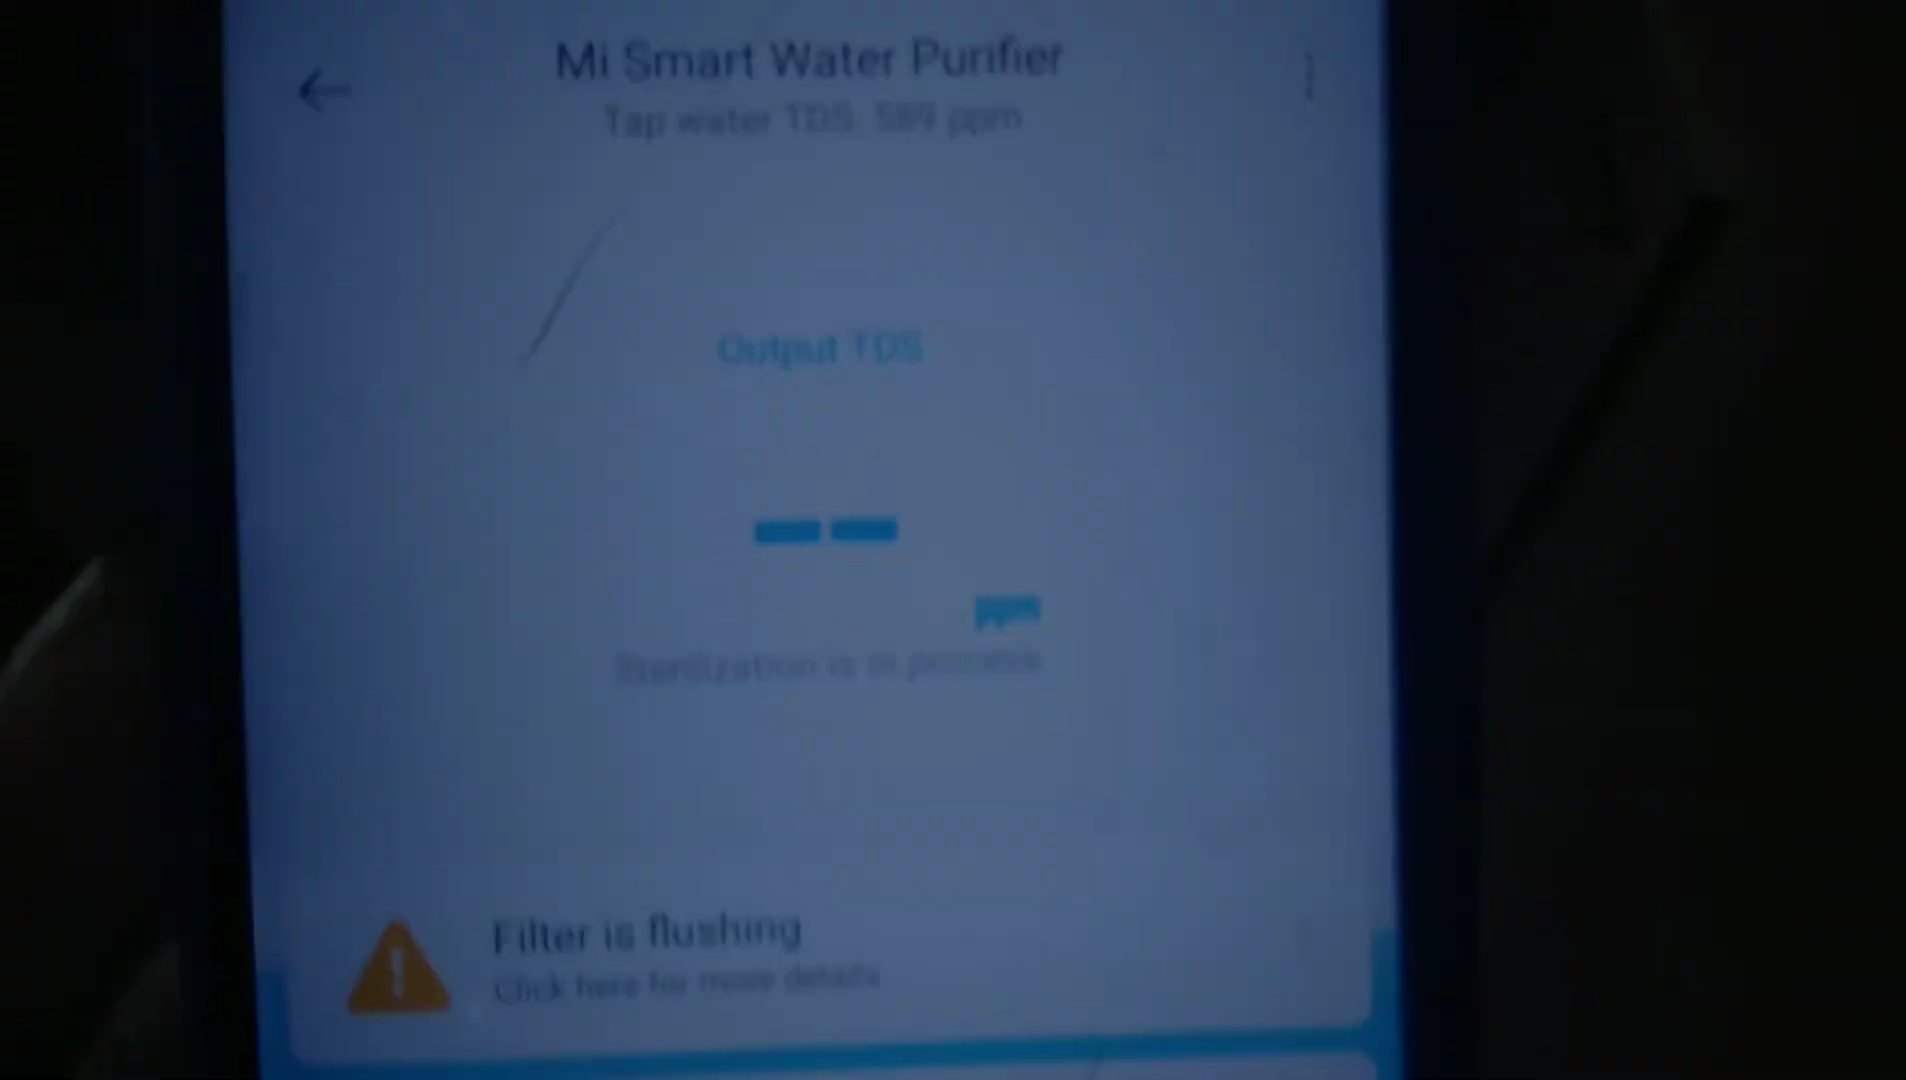 Mi Smart Water Purifier
Tap water TDS: 589 ppm
Output TDS
--
ppm
Sterilization is in process
Filter is flushing
Click here for more details